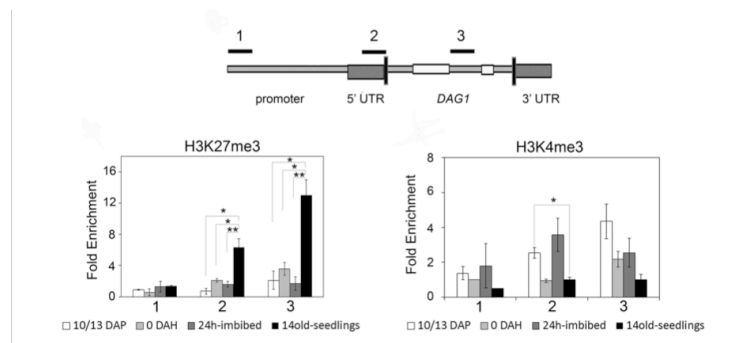 1 2 3
promoter 5' UTR DAG1 3' UTR
H3K27me3
Fold Enrichment
16
12
8
4
0
* * ** * * **
1 2 3
□ 10/13 DAP □ 0 DAH ■ 24h-imbibed ■ 14old-seedlings
H3K4me3
Fold Enrichment
8
6
4
2
0
*
1 2 3
□ 10/13 DAP □ 0 DAH ■ 24h-imbibed ■ 14old-seedlings